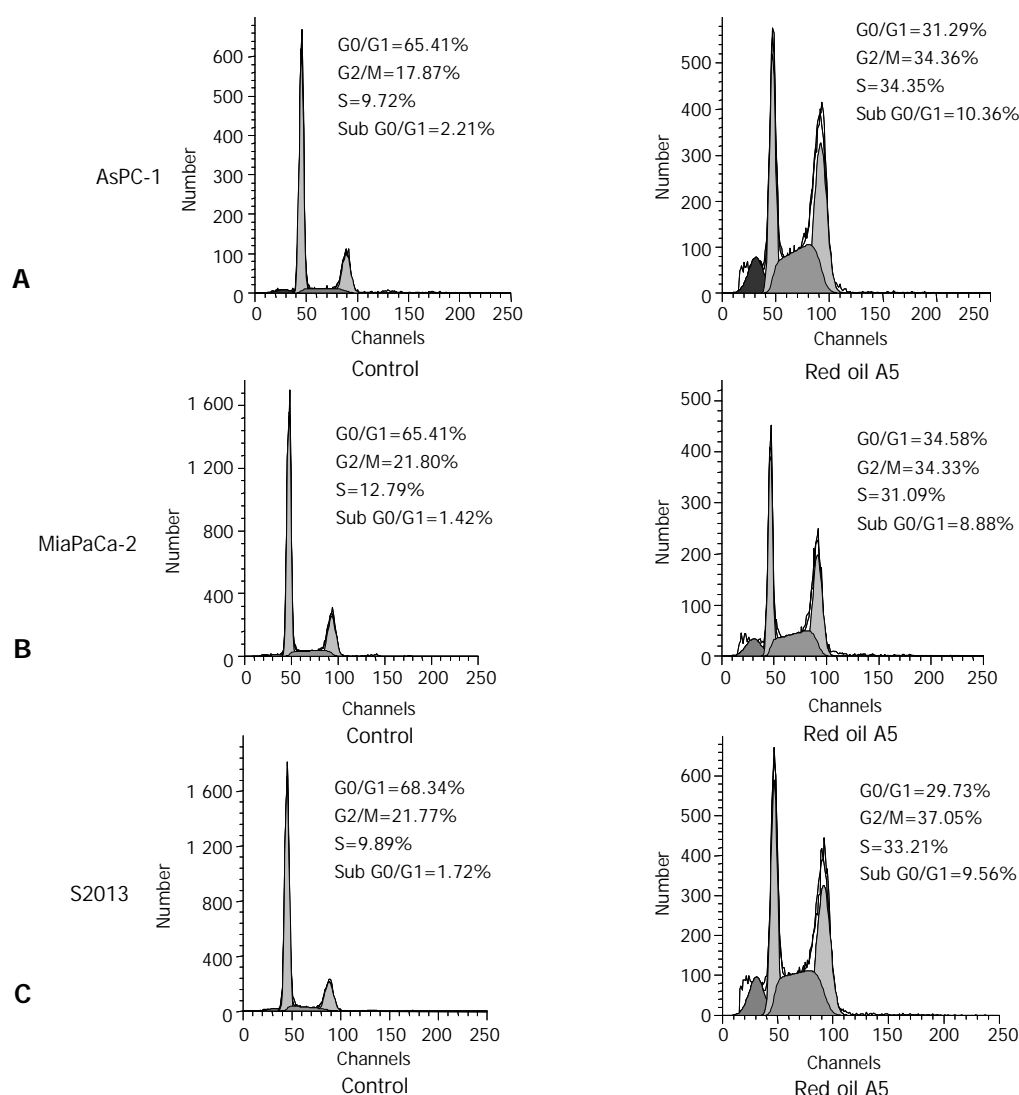 A
AsPC-1
Number
600
500
400
300
200
100
0
G0/G1=65.41%
G2/M=17.87%
S=9.72%
Sub G0/G1=2.21%
0 50 100 150 200 250
Channels
Control
Number
500
400
300
200
100
0
G0/G1=31.29%
G2/M=34.36%
S=34.35%
Sub G0/G1=10.36%
0 50 100 150 200 250
Channels
Red oil A5
B
MiaPaCa-2
Number
1 600
1 200
800
400
0
G0/G1=65.41%
G2/M=21.80%
S=12.79%
Sub G0/G1=1.42%
0 50 100 150 200 250
Channels
Control
Number
500
400
300
200
100
0
G0/G1=34.58%
G2/M=34.33%
S=31.09%
Sub G0/G1=8.88%
0 50 100 150 200 250
Channels
Red oil A5
C
S2013
Number
1 600
1 200
800
400
0
G0/G1=68.34%
G2/M=21.77%
S=9.89%
Sub G0/G1=1.72%
0 50 100 150 200 250
Channels
Control
Number
600
500
400
300
200
100
0
G0/G1=29.73%
G2/M=37.05%
S=33.21%
Sub G0/G1=9.56%
0 50 100 150 200 250
Channels
Red oil A5